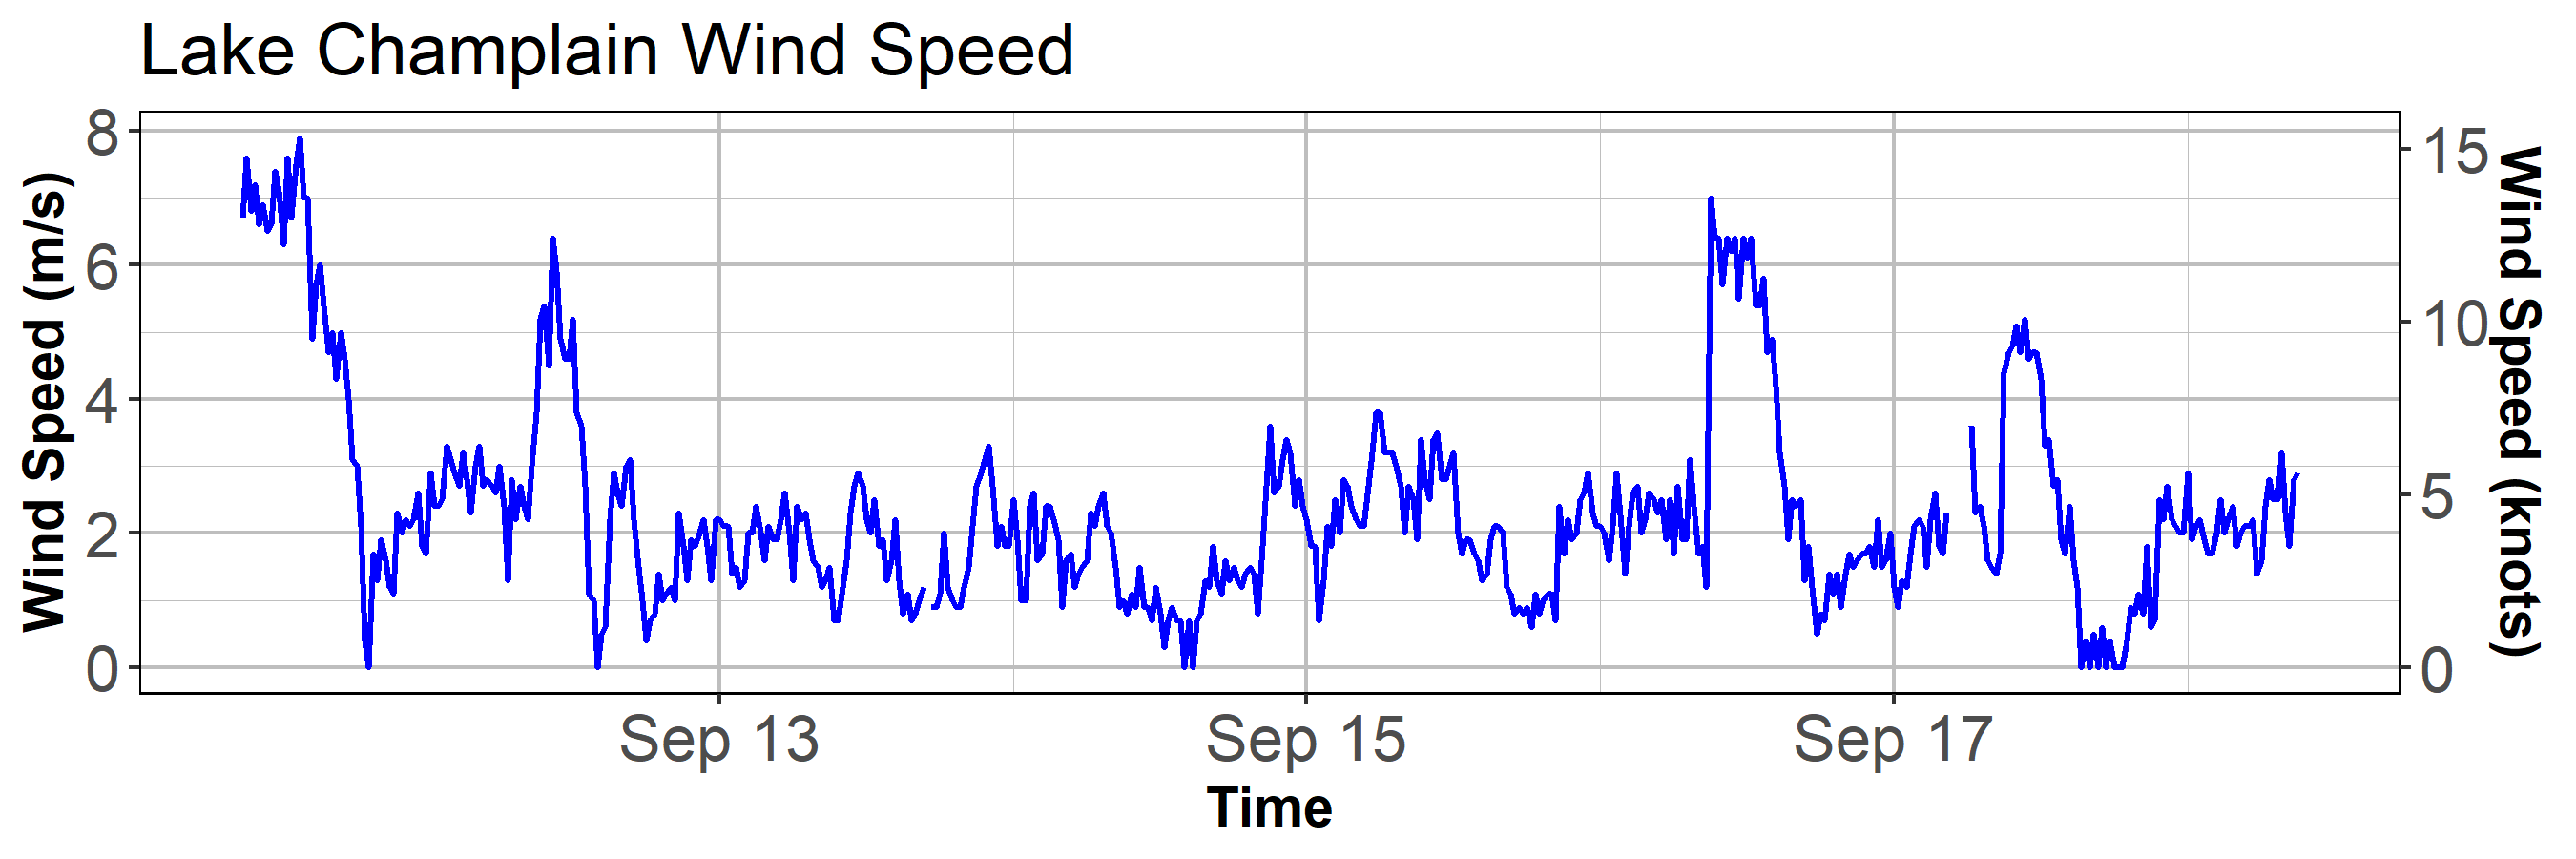 Lake Champlain Wind Speed
Wind Speed (m/s)
8
6
4
2
0
15
10
5
0
Wind Speed (knots)
Sep 13
Sep 15
Sep 17
Time